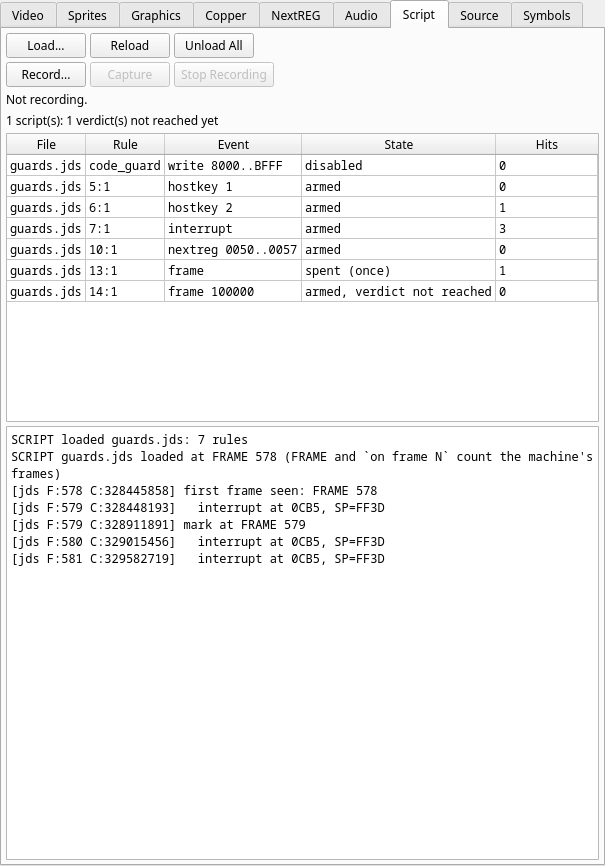 Video Sprites Graphics Copper NextREG Audio Script Source Symbols
Load... Reload Unload All
Record... Capture Stop Recording
Not recording.
1 script(s): 1 verdict(s) not reached yet
File Rule Event State Hits
guards.jds code_guard write 8000..BFFF disabled 0
guards.jds 5:1 hostkey 1 armed 0
guards.jds 6:1 hostkey 2 armed 1
guards.jds 7:1 interrupt armed 3
guards.jds 10:1 nextreg 0050..0057 armed 0
guards.jds 13:1 frame spent (once) 1
guards.jds 14:1 frame 100000 armed, verdict not reached 0
SCRIPT loaded guards.jds: 7 rules
SCRIPT guards.jds loaded at FRAME 578 (FRAME and `on frame N` count the machine's
frames)
[jds F:578 C:328445858] first frame seen: FRAME 578
[jds F:579 C:328448193]   interrupt at 0CB5, SP=FF3D
[jds F:579 C:328911891] mark at FRAME 579
[jds F:580 C:329015456]   interrupt at 0CB5, SP=FF3D
[jds F:581 C:329582719]   interrupt at 0CB5, SP=FF3D